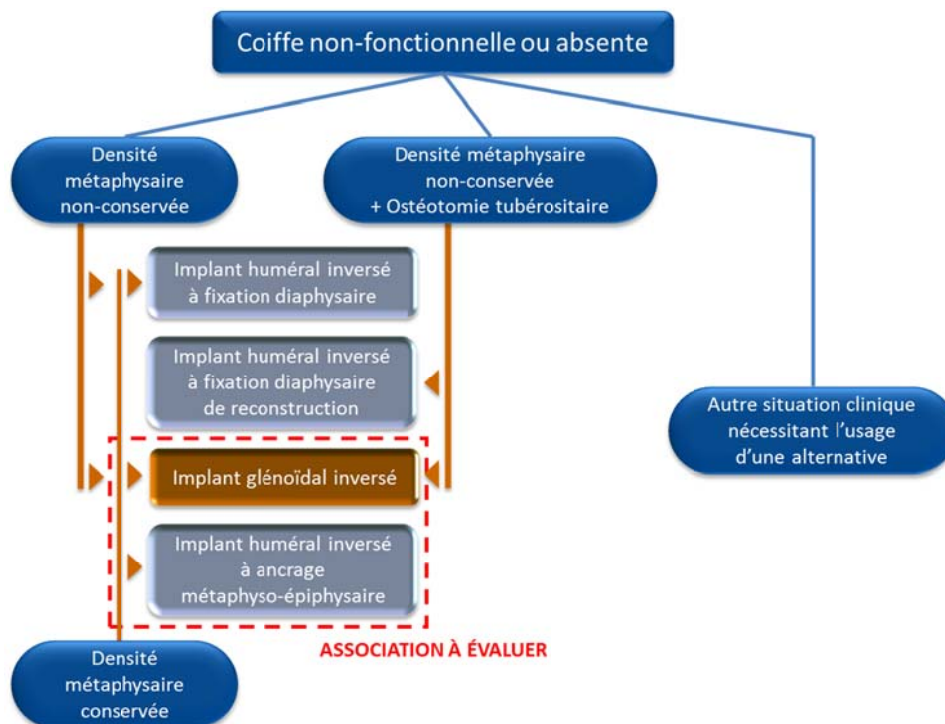 Coiffe non-fonctionnelle ou absente
Densité
métaphysaire
non-conservée
Densité métaphysaire
non-conservée
+ Ostéotomie tubérositaire
Implant huméral inversé
à fixation diaphysaire
Implant huméral inversé
à fixation diaphysaire
de reconstruction
Autre situation clinique
nécessitant l'usage
d'une alternative
Implant glénoïdal inversé
Implant huméral inversé
à ancrage
métaphyso-épiphysaire
ASSOCIATION À ÉVALUER
Densité
métaphysaire
conservée